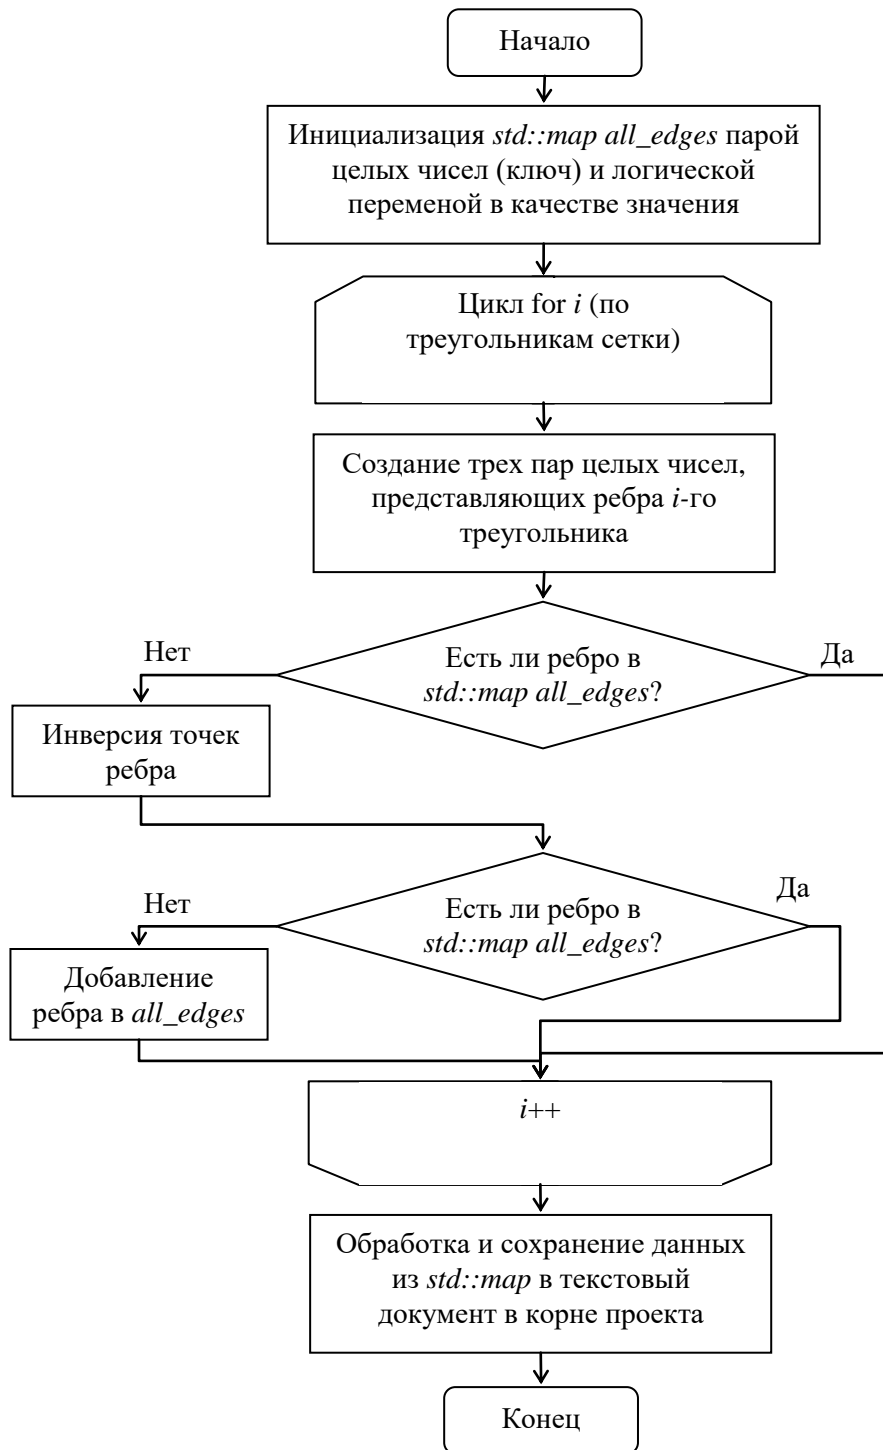 Начало
Инициализация std::map all_edges парой
целых чисел (ключ) и логической
переменой в качестве значения
Цикл for i (по
треугольникам сетки)
Создание трех пар целых чисел,
представляющих ребра i-го
треугольника
Нет
Есть ли ребро в
std::map all_edges?
Да
Инверсия точек
ребра
Нет
Есть ли ребро в
std::map all_edges?
Да
Добавление
ребра в all_edges
i++
Обработка и сохранение данных
из std::map в текстовый
документ в корне проекта
Конец